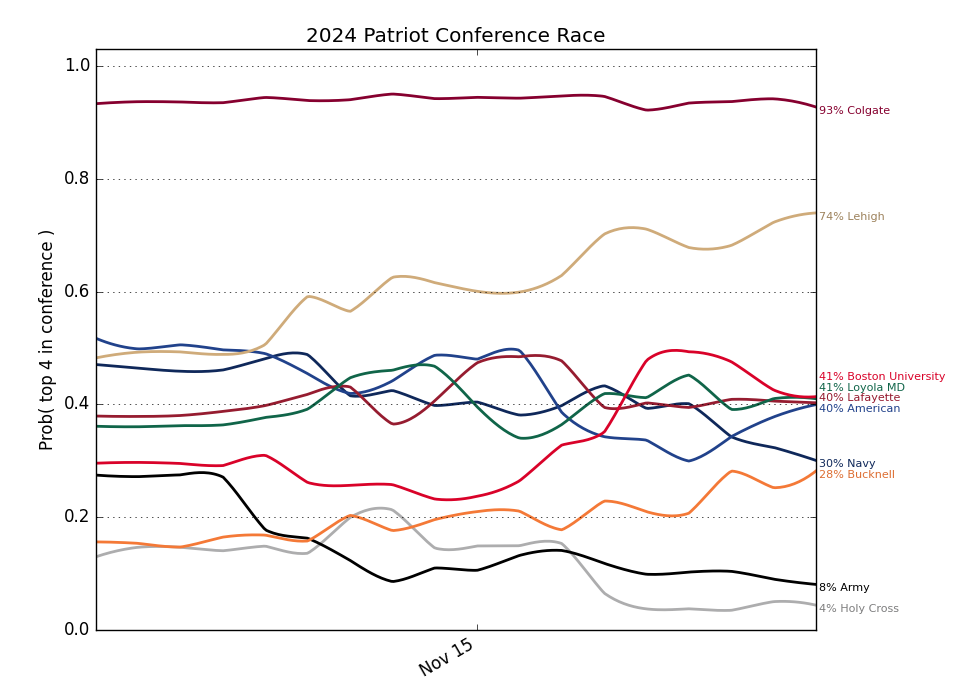 2024 Patriot Conference Race
Prob( top 4 in conference )
1.0
0.8
0.6
0.4
0.2
0.0
Nov 15
93% Colgate
74% Lehigh
41% Boston University
41% Loyola MD
40% Lafayette
40% American
30% Navy
28% Bucknell
8% Army
4% Holy Cross